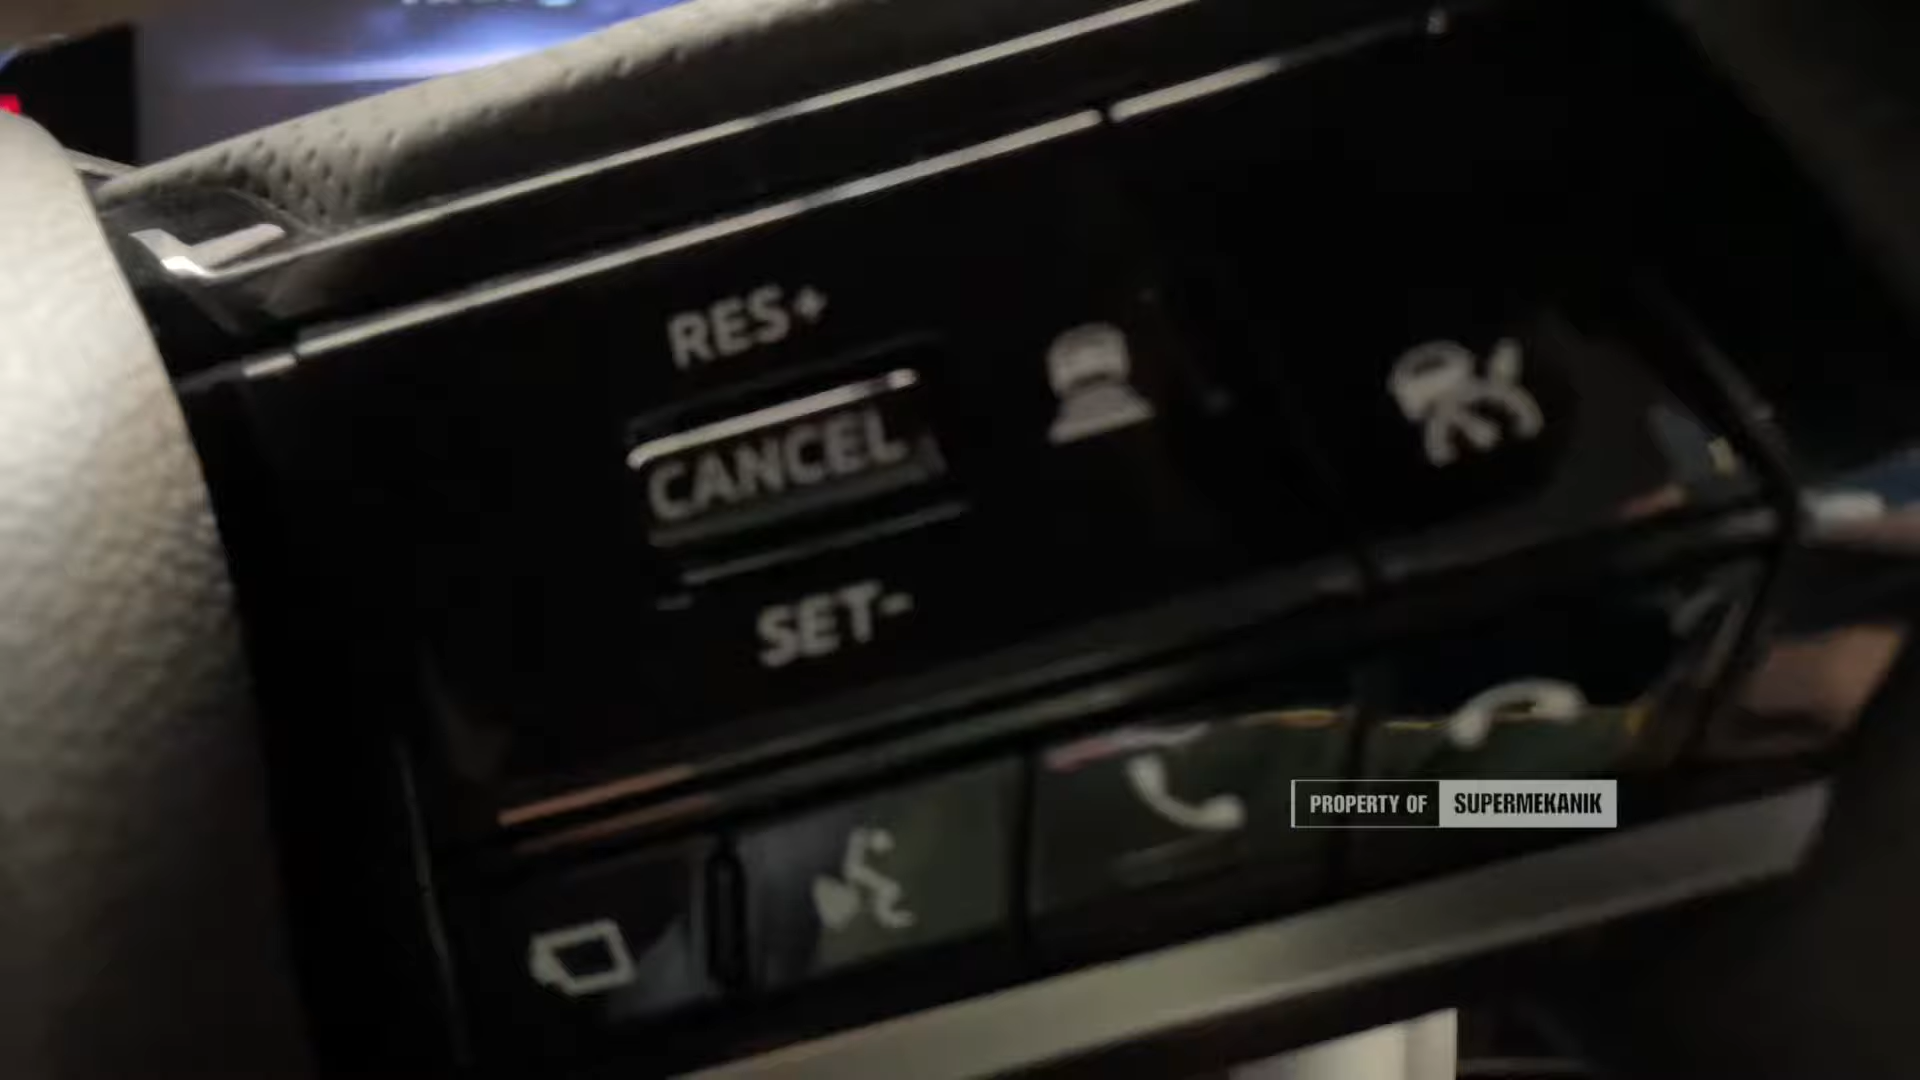 RES+
CANCEL
SET-
PROPERTY OF SUPERMEKANIK